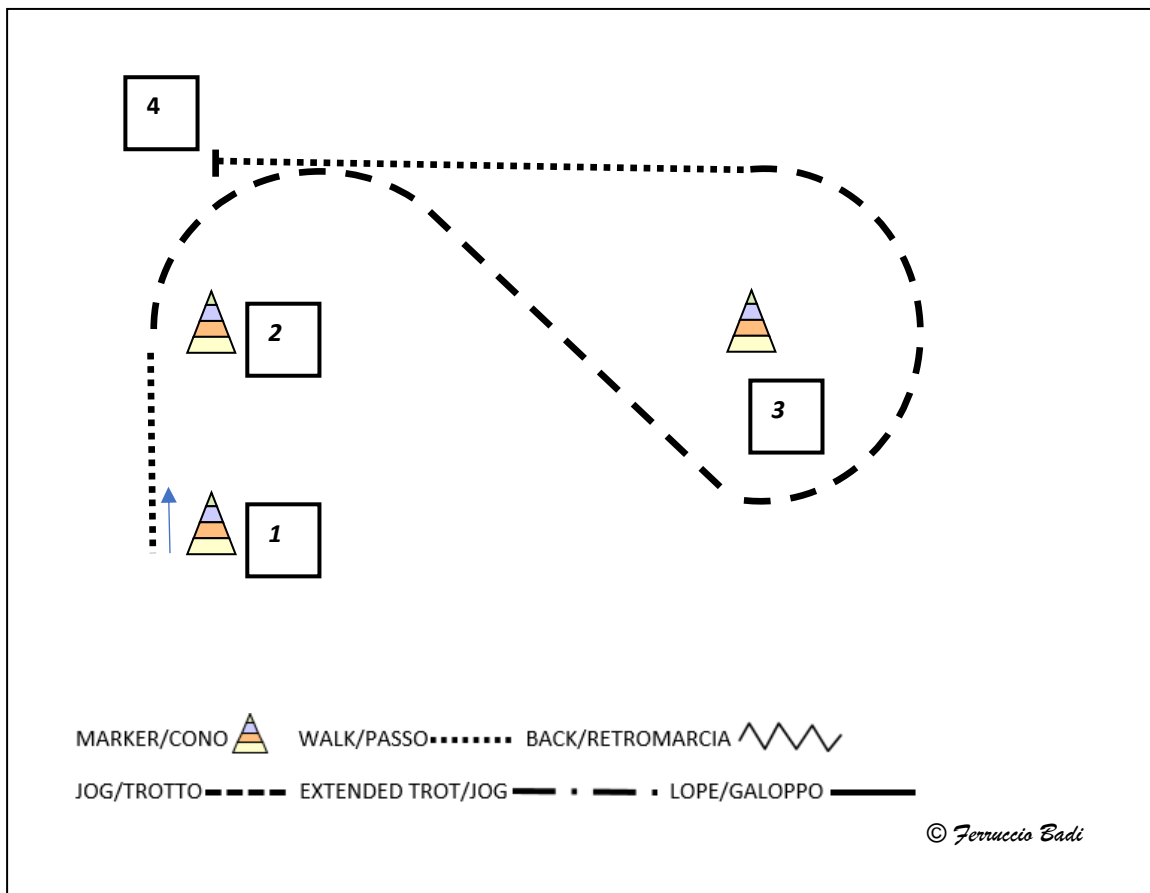 4
2
3
1
MARKER/CONO WALK/PASSO BACK/RETROMARCIA
JOG/TROTTO EXTENDED TROT/JOG LOPE/GALOPPO
© Ferruccio Badi